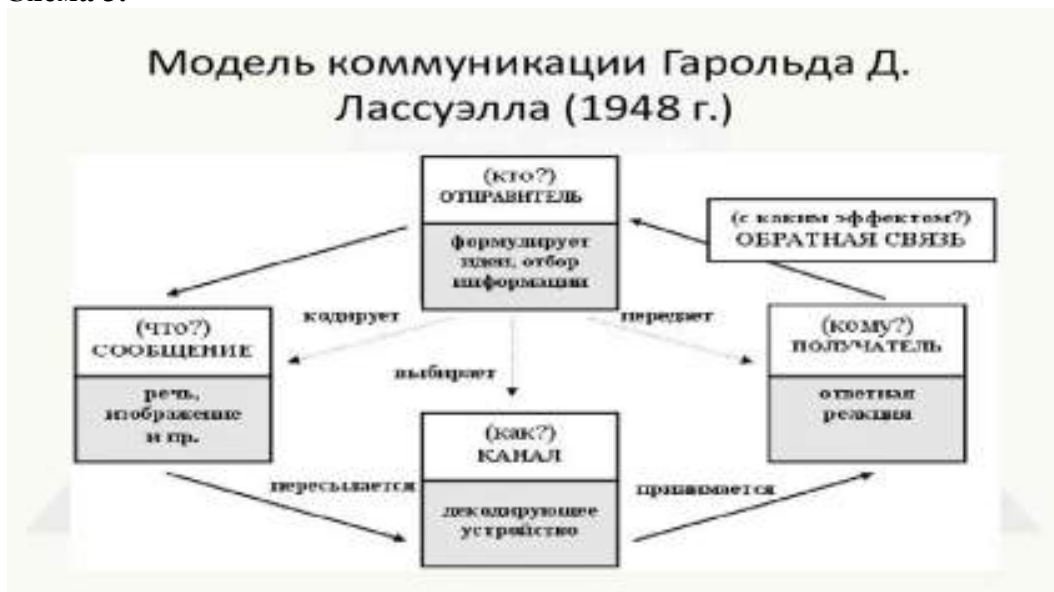 Модель коммуникации Гарольда Д.
Лассуэлла (1948 г.)
(кто?)
ОТПРАВИТЕЛЬ
формулирует
идеи, отбор
информации
(с каким эффектом?)
ОБРАТНАЯ СВЯЗЬ
(что?)
СООБЩЕНИЕ
речь,
изображение
и пр.
кодирует
выбирает
передает
(кому?)
ПОЛУЧАТЕЛЬ
ответная
реакция
(как?)
КАНАЛ
декодирующее
устройство
пересылается
принимается